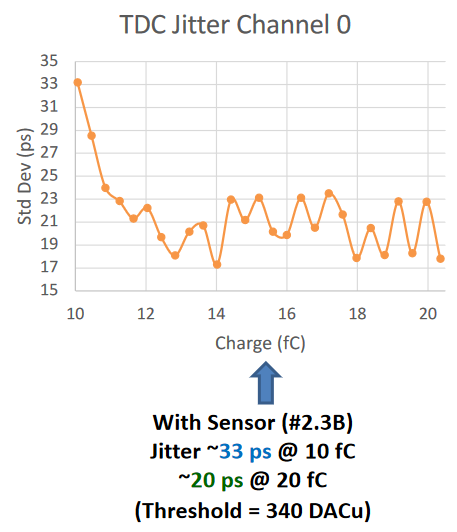 TDC Jitter Channel 0
35
33
31
29
27
25
23
21
19
17
15
Std Dev (ps)
10 12 14 16 18 20
Charge (fC)
With Sensor (#2.3B)
Jitter ~33 ps @ 10 fC
~20 ps @ 20 fC
(Threshold = 340 DACu)